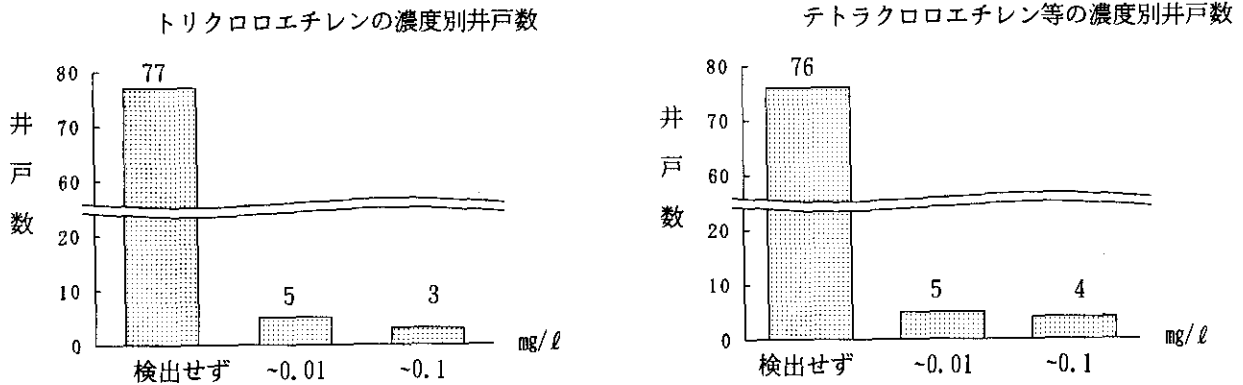 トリクロロエチレンの濃度別井戸数
井戸数
80
70
60
20
10
0
77
5
3
検出せず
~0.01
~0.1
mg/ℓ
テトラクロロエチレン等の濃度別井戸数
井戸数
80
70
60
20
10
0
76
5
4
検出せず
~0.01
~0.1
mg/ℓ